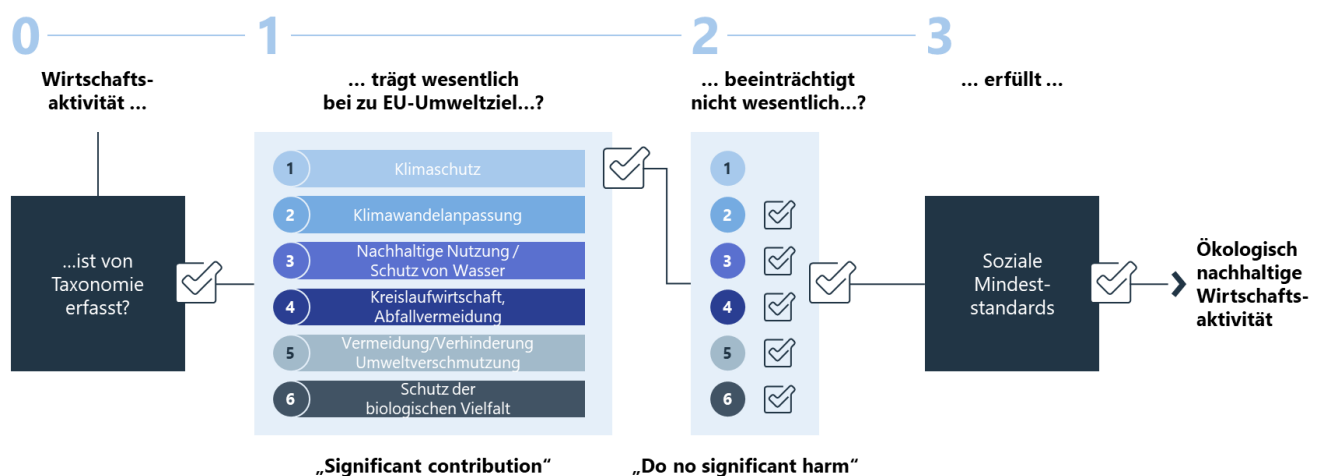 0
1
2
3
Wirtschafts-
aktivität ...
... trägt wesentlich
bei zu EU-Umweltziel...?
... beeinträchtigt
nicht wesentlich...?
... erfüllt ...
...ist von
Taxonomie
erfasst?
1 Klimaschutz
2 Klimawandelanpassung
3 Nachhaltige Nutzung /
Schutz von Wasser
4 Kreislaufwirtschaft,
Abfallvermeidung
5 Vermeidung/Verhinderung
Umweltverschmutzung
6 Schutz der
biologischen Vielfalt
„Significant contribution“
1
2
3
4
5
6
„Do no significant harm“
Soziale
Mindest-
standards
Ökologisch
nachhaltige
Wirtschafts-
aktivität